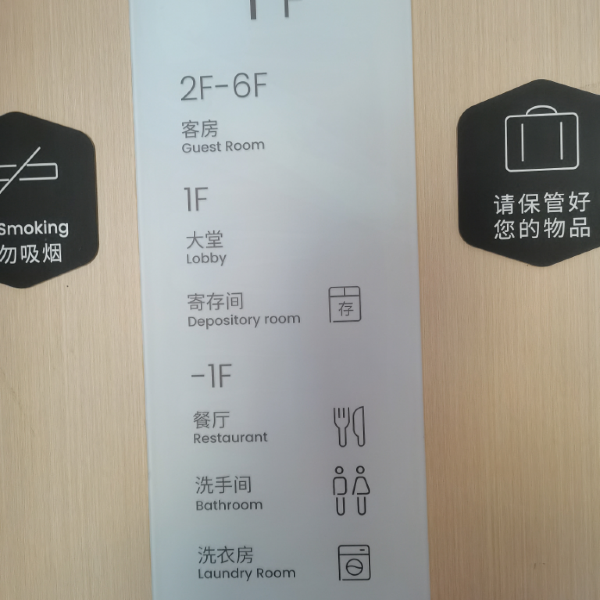 1F
2F-6F
客房
Guest Room
1F
大堂
Lobby
寄存间
Depository room
存
-1F
餐厅
Restaurant
洗手间
Bathroom
洗衣房
Laundry Room
Smoking
勿吸烟
请保管好
您的物品